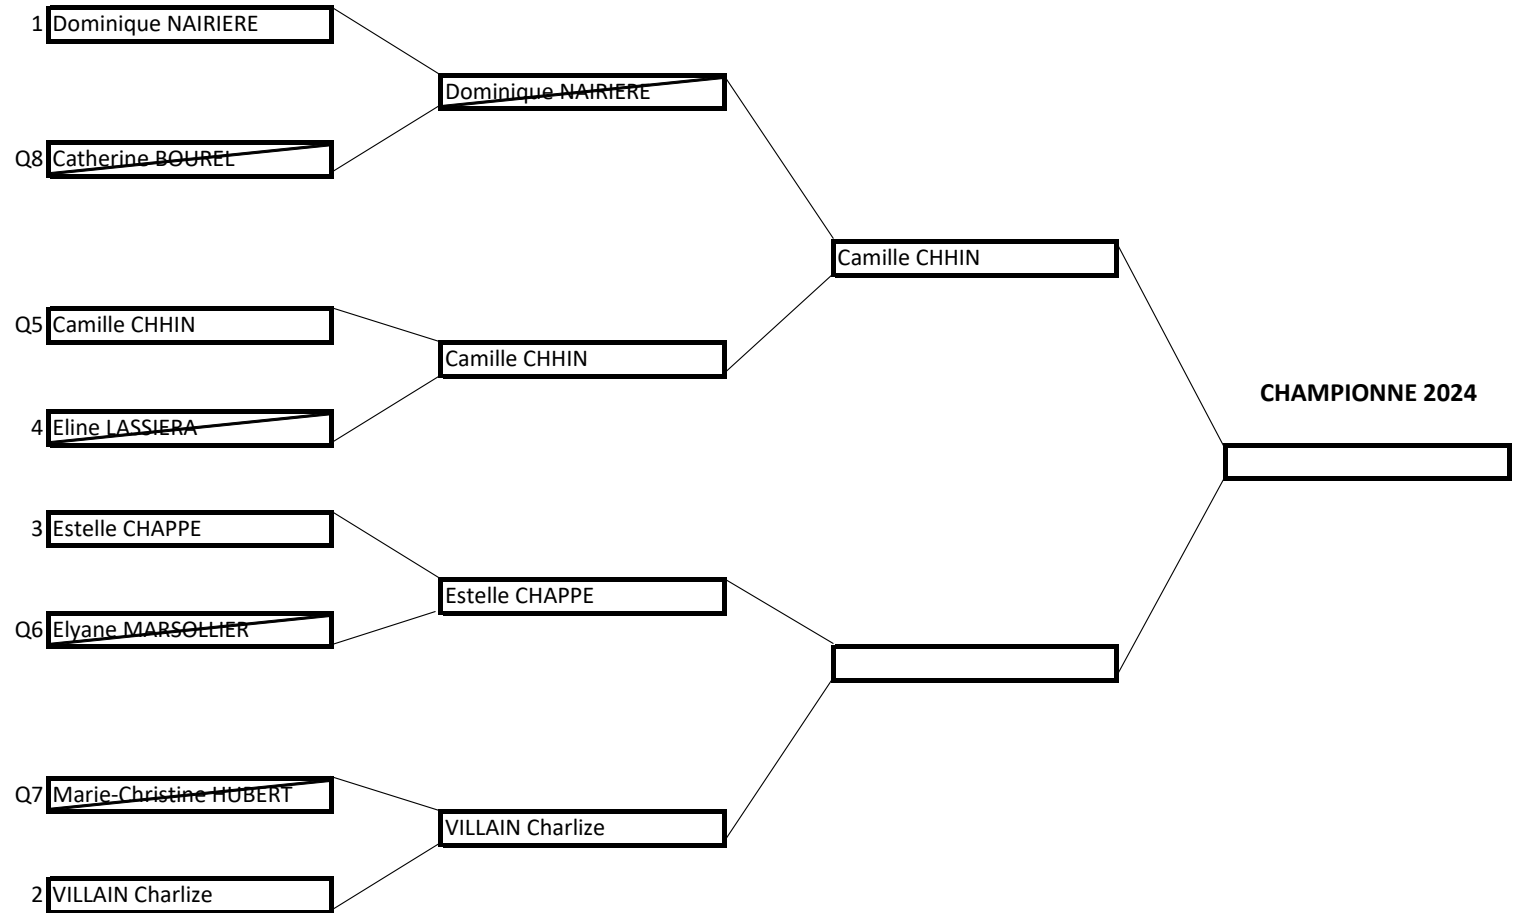 1 Dominique NAIRIERE
Dominique NAIRIERE
Q8 Catherine BOUREL
Camille CHHIN
Q5 Camille CHHIN
Camille CHHIN
CHAMPIONNE 2024
4 Eline LASSIERA
3 Estelle CHAPPE
Estelle CHAPPE
Q6 Elyane MARSOLLIER
Q7 Marie-Christine HUBERT
VILLAIN Charlize
2 VILLAIN Charlize